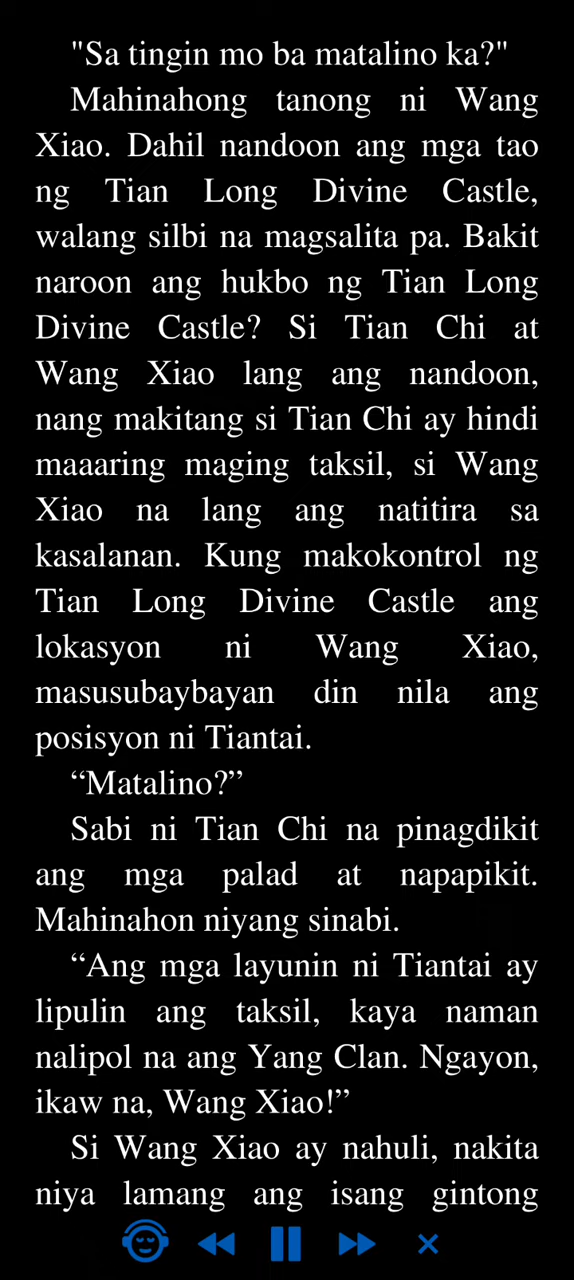 "Sa tingin mo ba matalino ka?"
Mahinahong tanong ni Wang
Xiao. Dahil nandoon ang mga tao
ng Tian Long Divine Castle,
walang silbi na magsalita pa. Bakit
naroon ang hukbo ng Tian Long
Divine Castle? Si Tian Chi at
Wang Xiao lang ang nandoon,
nang makitang si Tian Chi ay hindi
maaaring maging taksil, si Wang
Xiao na lang ang natitira sa
kasalanan. Kung makokontrol ng
Tian Long Divine Castle ang
lokasyon ni Wang Xiao,
masusubaybayan din nila ang
posisyon ni Tiantai.
“Matalino?”
Sabi ni Tian Chi na pinagdikit
ang mga palad at napapikit.
Mahinahon niyang sinabi.
“Ang mga layunin ni Tiantai ay
lipulin ang taksil, kaya naman
nalipol na ang Yang Clan. Ngayon,
ikaw na, Wang Xiao!”
Si Wang Xiao ay nahuli, nakita
niya lamang ang isang gintong